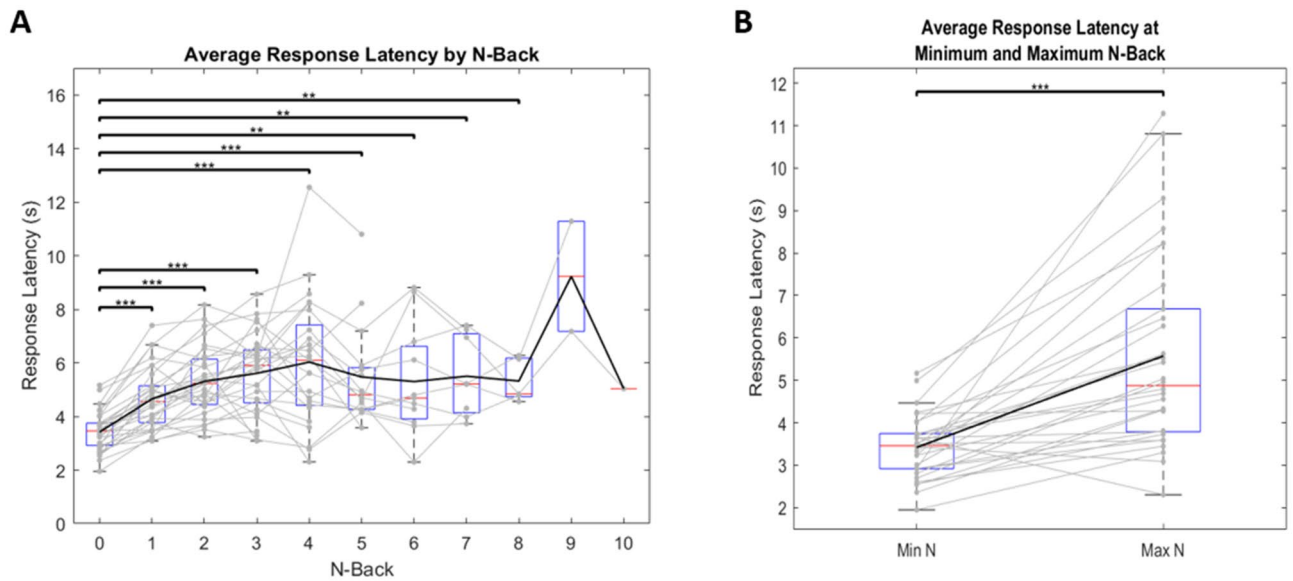 A
Average Response Latency by N-Back
16
14
12
10
8
6
4
2
0
Response Latency (s)
**
**
**
***
***
***
***
***
0 1 2 3 4 5 6 7 8 9 10
N-Back
B
Average Response Latency at
Minimum and Maximum N-Back
12
11
10
9
8
7
6
5
4
3
2
Response Latency (s)
***
Min N Max N